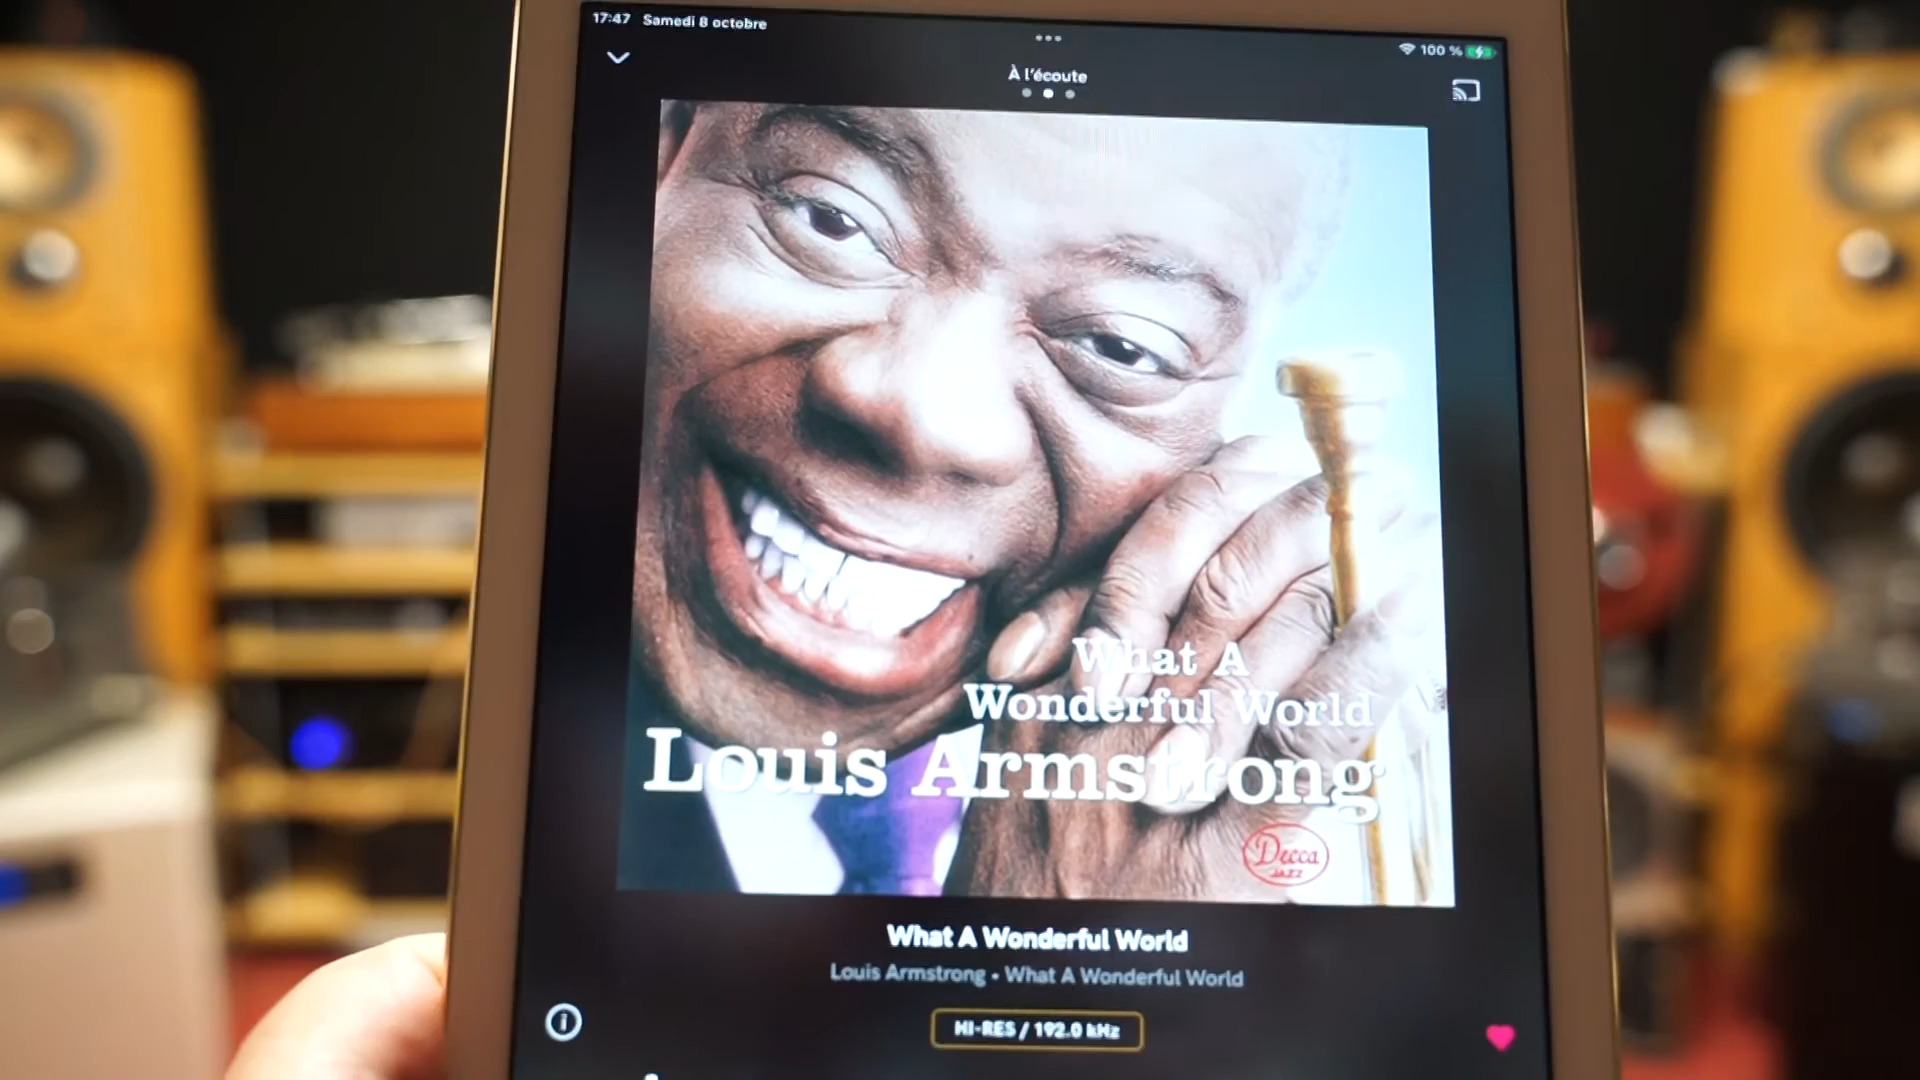 17:47 Samedi 8 octobre
100 %
À l'écoute
What A
Wonderful World
Louis Armstrong
Decca
JAZZ
What A Wonderful World
Louis Armstrong • What A Wonderful World
HI-RES / 192.0 kHz